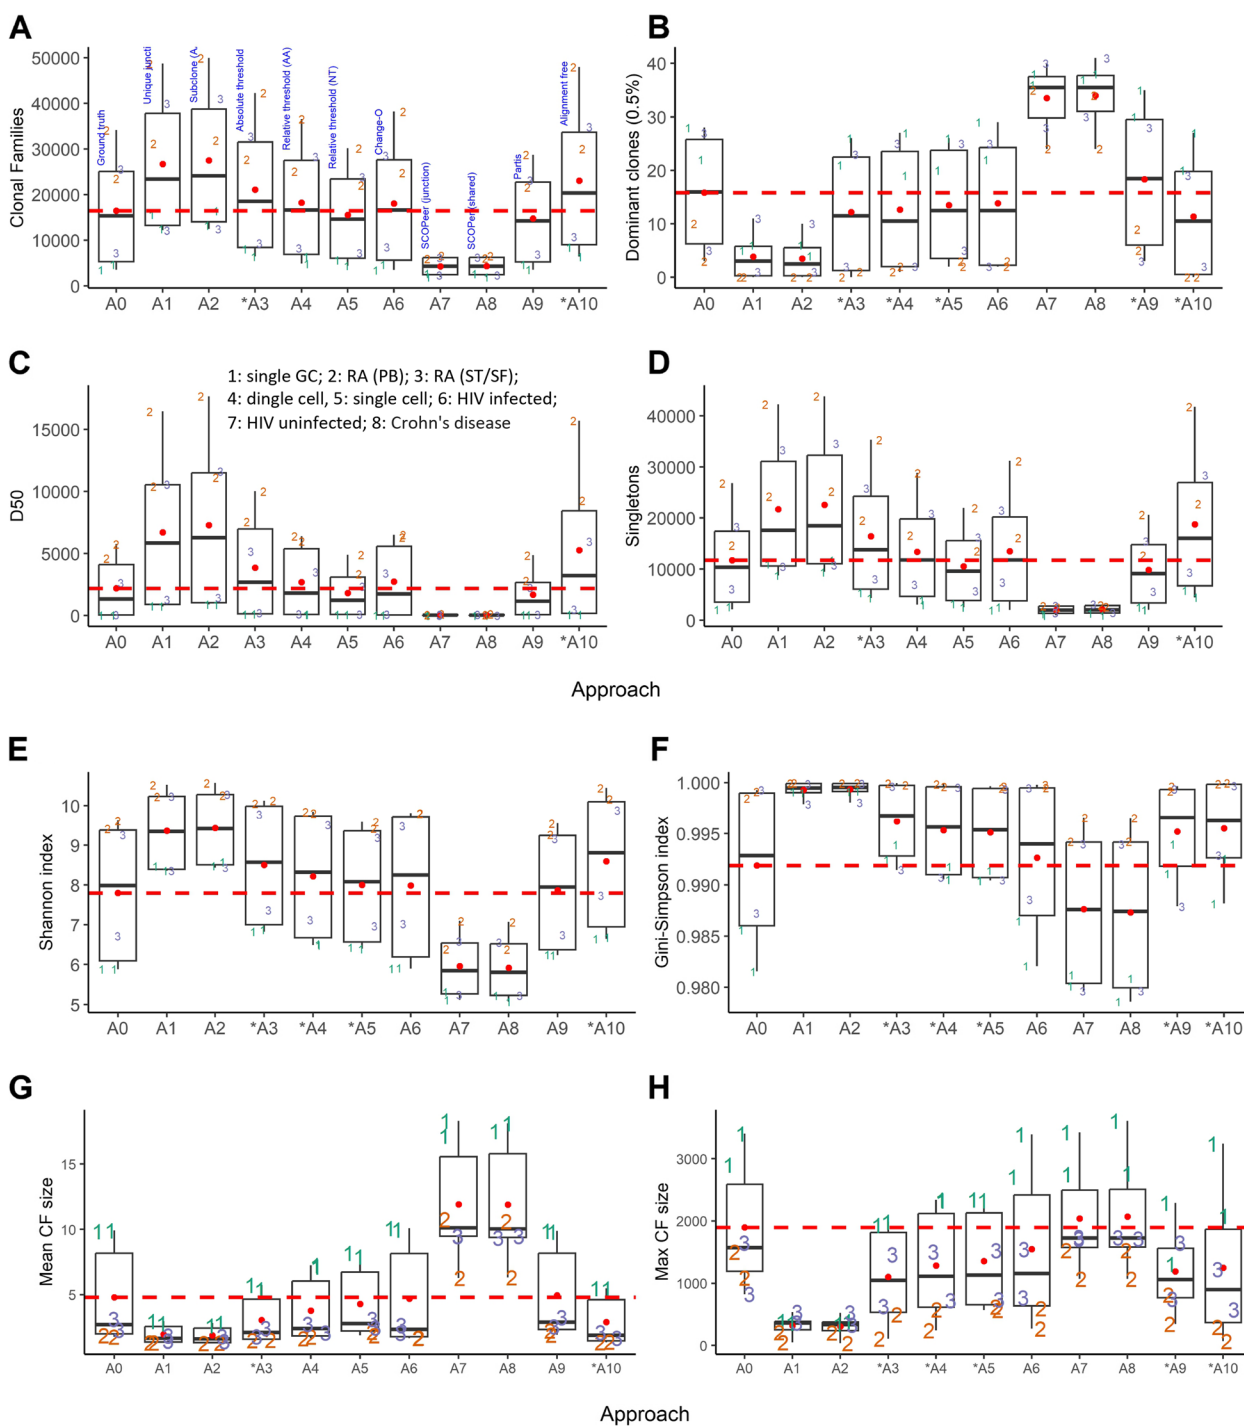 A
B
Clonal Families
50000
40000
30000
20000
10000
0
Ground truth
Unique juncti
Subclone (A
Absolute threshold
Relative threshold (AA)
Relative threshold (NT)
Change-O
SCOPeer (junction)
SCOPer (shared)
Partis
Alignment free
A0 A1 A2 *A3 A4 A5 A6 A7 A8 A9 *A10
Dominant clones (0.5%)
40
30
20
10
0
A0 A1 A2 *A3 *A4 *A5 A6 A7 A8 *A9 *A10
C
D
1: single GC; 2: RA (PB); 3: RA (ST/SF);
4: dingle cell, 5: single cell; 6: HIV infected;
7: HIV uninfected; 8: Crohn's disease
D50
15000
10000
5000
0
A0 A1 A2 A3 A4 A5 A6 A7 A8 A9 *A10
Singletons
40000
30000
20000
10000
0
A0 A1 A2 *A3 A4 A5 A6 A7 A8 A9 *A10
Approach
E
F
Shannon index
10
9
8
7
6
5
A0 A1 A2 *A3 *A4 *A5 A6 A7 A8 A9 *A10
Gini-Simpson index
1.000
0.995
0.990
0.985
0.980
A0 A1 A2 *A3 *A4 *A5 A6 A7 A8 *A9 *A10
G
H
Mean CF size
15
10
5
A0 A1 A2 *A3 A4 A5 A6 A7 A8 A9 *A10
Max CF size
3000
2000
1000
0
A0 A1 A2 *A3 *A4 *A5 A6 A7 A8 *A9 *A10
Approach